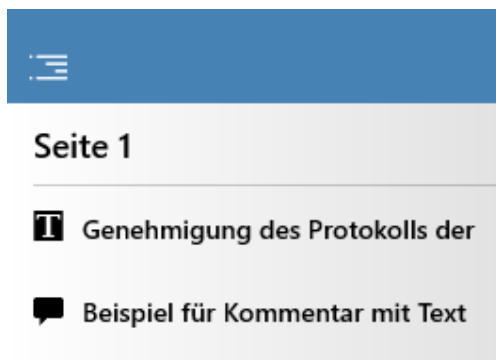 Seite 1
Genehmigung des Protokolls der
Beispiel für Kommentar mit Text